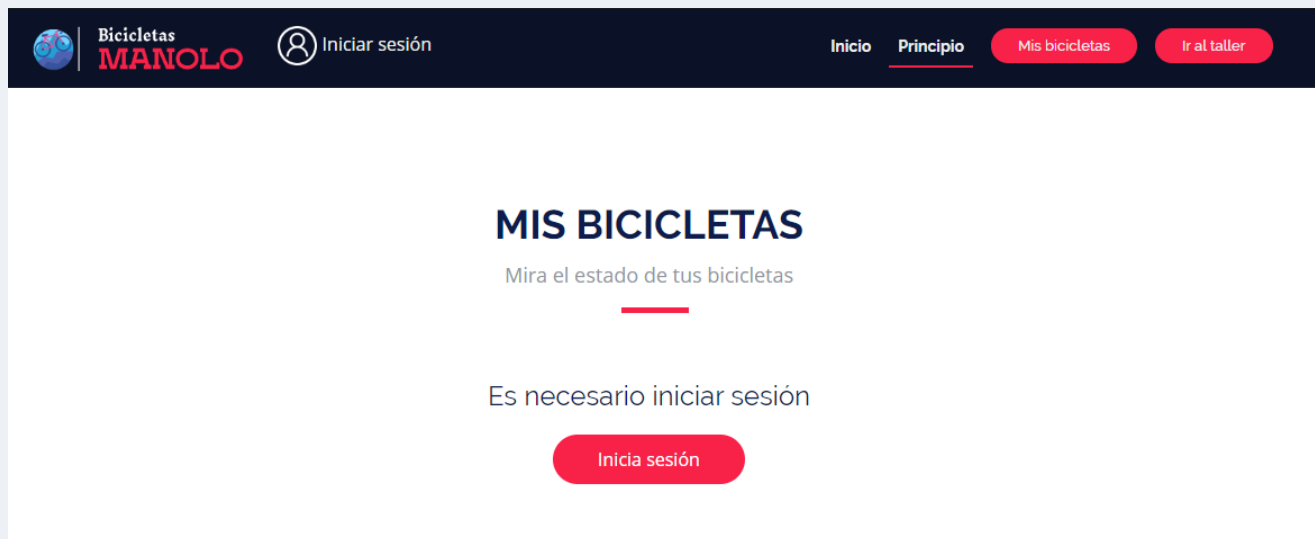 Bicicletas
MANOLO
Iniciar sesión
Inicio
Principio
Mis bicicletas
Ir al taller
MIS BICICLETAS
Mira el estado de tus bicicletas
Es necesario iniciar sesión
Inicia sesión